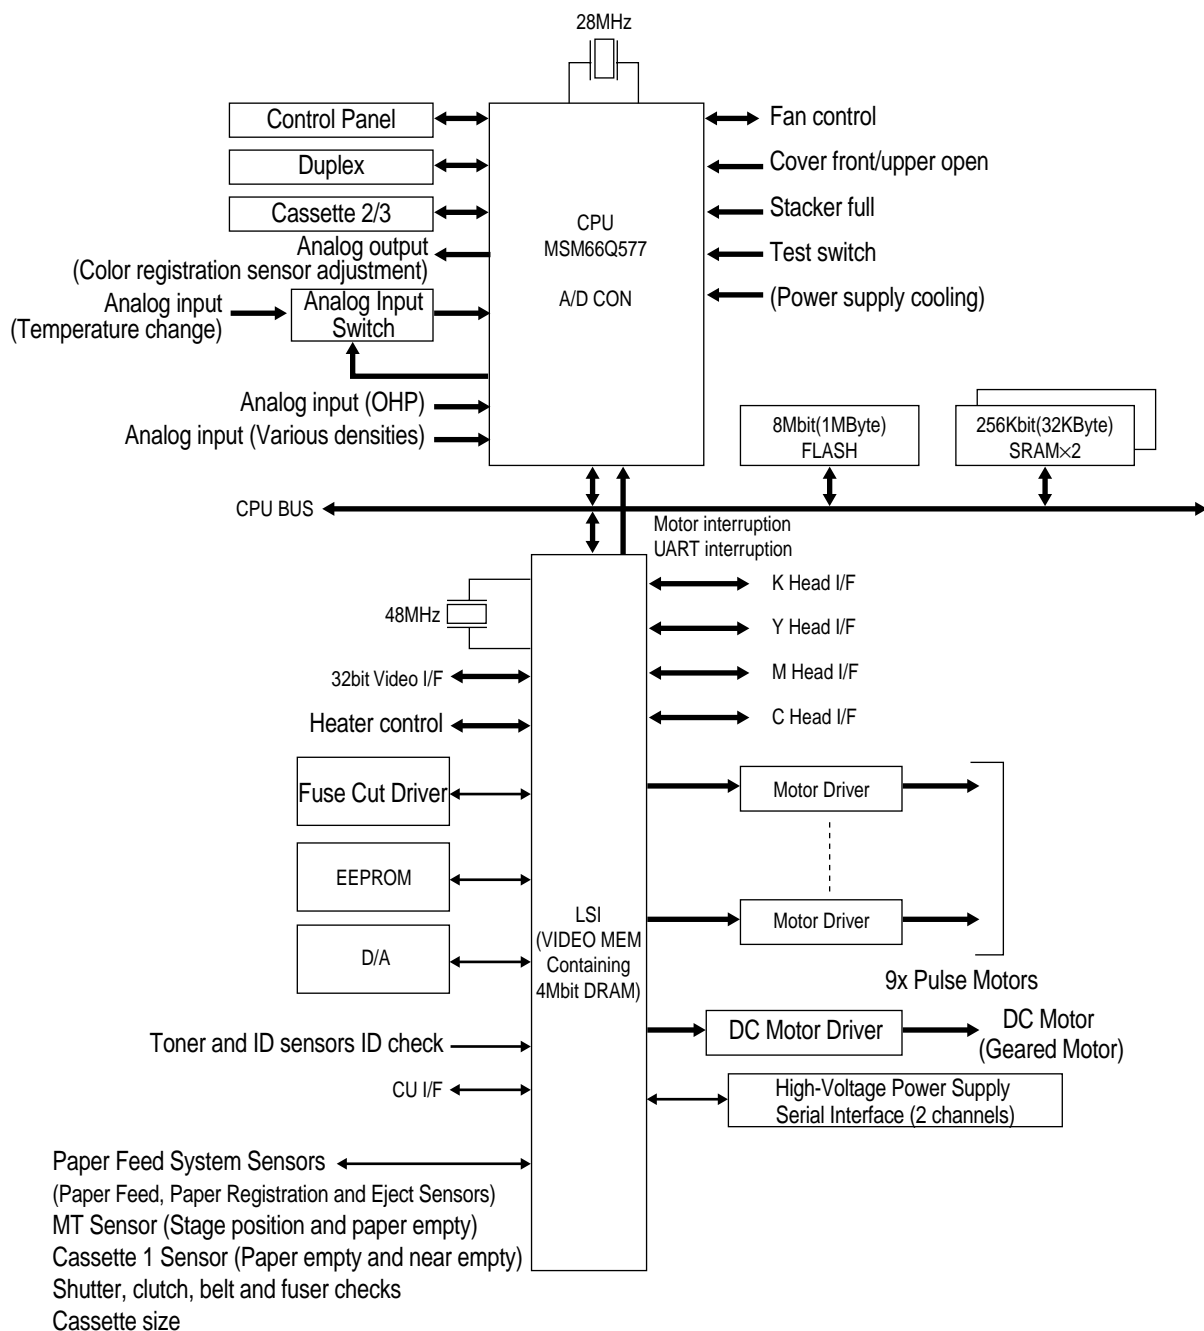 28MHz
Control Panel
Duplex
Cassette 2/3
Analog output
(Color registration sensor adjustment)
Analog input
(Temperature change)
Analog Input
Switch
Analog input (OHP)
Analog input (Various densities)
CPU
MSM66Q577
A/D CON
Fan control
Cover front/upper open
Stacker full
Test switch
(Power supply cooling)
8Mbit(1MByte)
FLASH
256Kbit(32KByte)
SRAM×2
CPU BUS
Motor interruption
UART interruption
48MHz
32bit Video I/F
Heater control
Fuse Cut Driver
EEPROM
D/A
Toner and ID sensors ID check
CU I/F
Paper Feed System Sensors
(Paper Feed, Paper Registration and Eject Sensors)
MT Sensor (Stage position and paper empty)
Cassette 1 Sensor (Paper empty and near empty)
Shutter, clutch, belt and fuser checks
Cassette size
LSI
(VIDEO MEM
Containing
4Mbit DRAM)
K Head I/F
Y Head I/F
M Head I/F
C Head I/F
Motor Driver
Motor Driver
9x Pulse Motors
DC Motor Driver
DC Motor
(Geared Motor)
High-Voltage Power Supply
Serial Interface (2 channels)